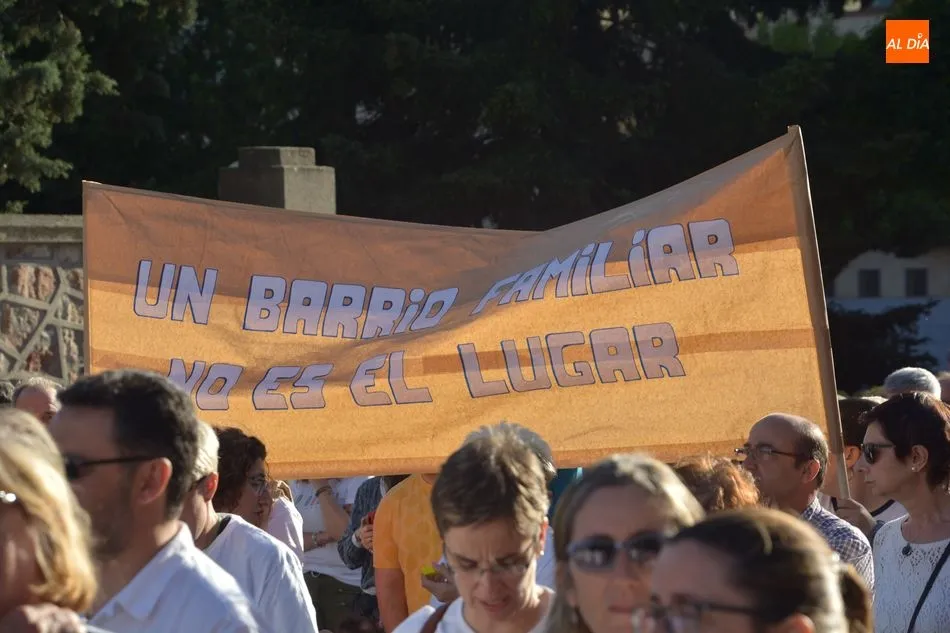 AL DÍA
UN BARRIO FAMILIAR
NO ES EL LUGAR